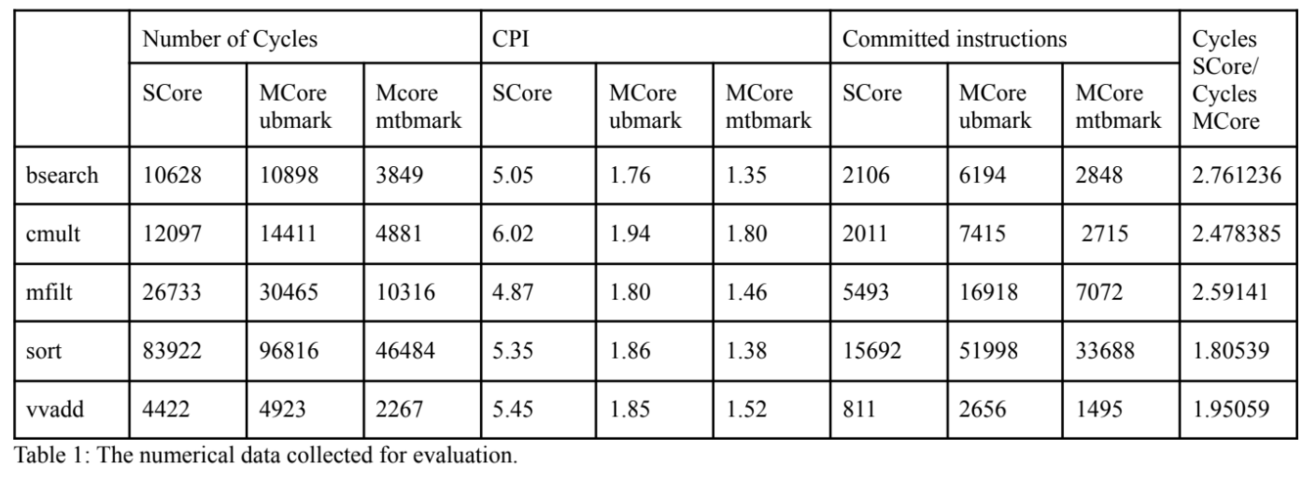 Number of Cycles CPI Committed instructions Cycles SCore/ Cycles MCore
SCore MCore ubmark Mcore mtbmark SCore MCore ubmark MCore mtbmark SCore MCore ubmark MCore mtbmark
bsearch 10628 10898 3849 5.05 1.76 1.35 2106 6194 2848 2.761236
cmult 12097 14411 4881 6.02 1.94 1.80 2011 7415 2715 2.478385
mfilt 26733 30465 10316 4.87 1.80 1.46 5493 16918 7072 2.59141
sort 83922 96816 46484 5.35 1.86 1.38 15692 51998 33688 1.80539
vvadd 4422 4923 2267 5.45 1.85 1.52 811 2656 1495 1.95059
Table 1: The numerical data collected for evaluation.